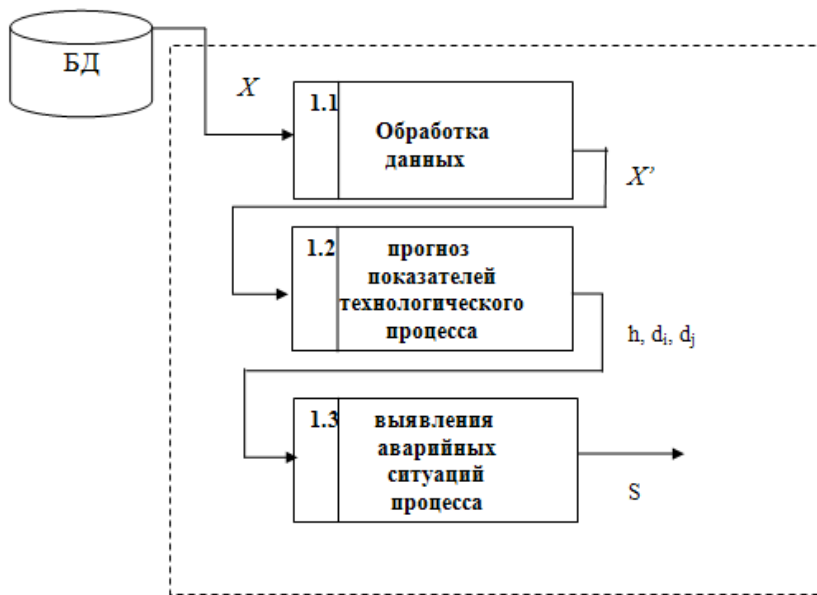 БД
X
1.1
Обработка
данных
X’
1.2
прогноз
показателей
технологического
процесса
h, di, dj
1.3
выявления
аварийных
ситуаций
процесса
S